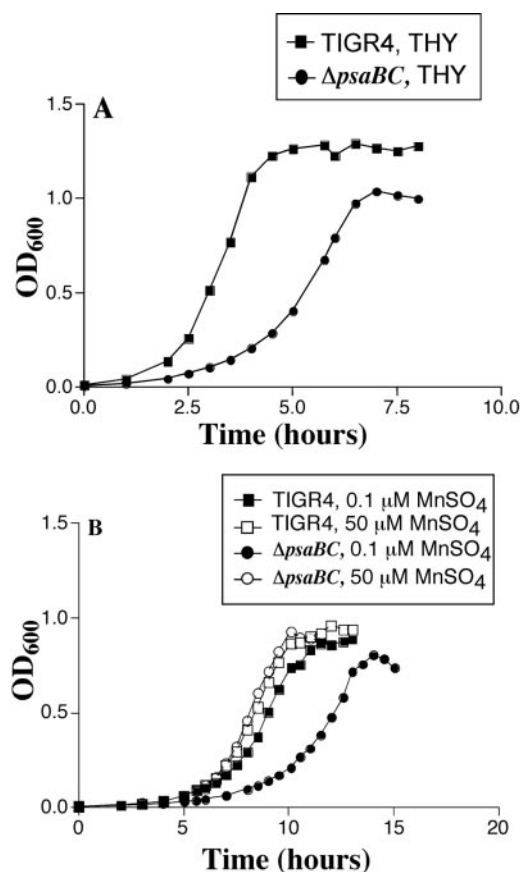 TIGR4, THY
ΔpsaBC, THY
A
1.5
1.0
0.5
0.0
OD600
0.0 2.5 5.0 7.5 10.0
Time (hours)
TIGR4, 0.1 μM MnSO4
TIGR4, 50 μM MnSO4
ΔpsaBC, 0.1 μM MnSO4
ΔpsaBC, 50 μM MnSO4
B
1.5
1.0
0.5
0.0
OD600
0 5 10 15 20
Time (hours)